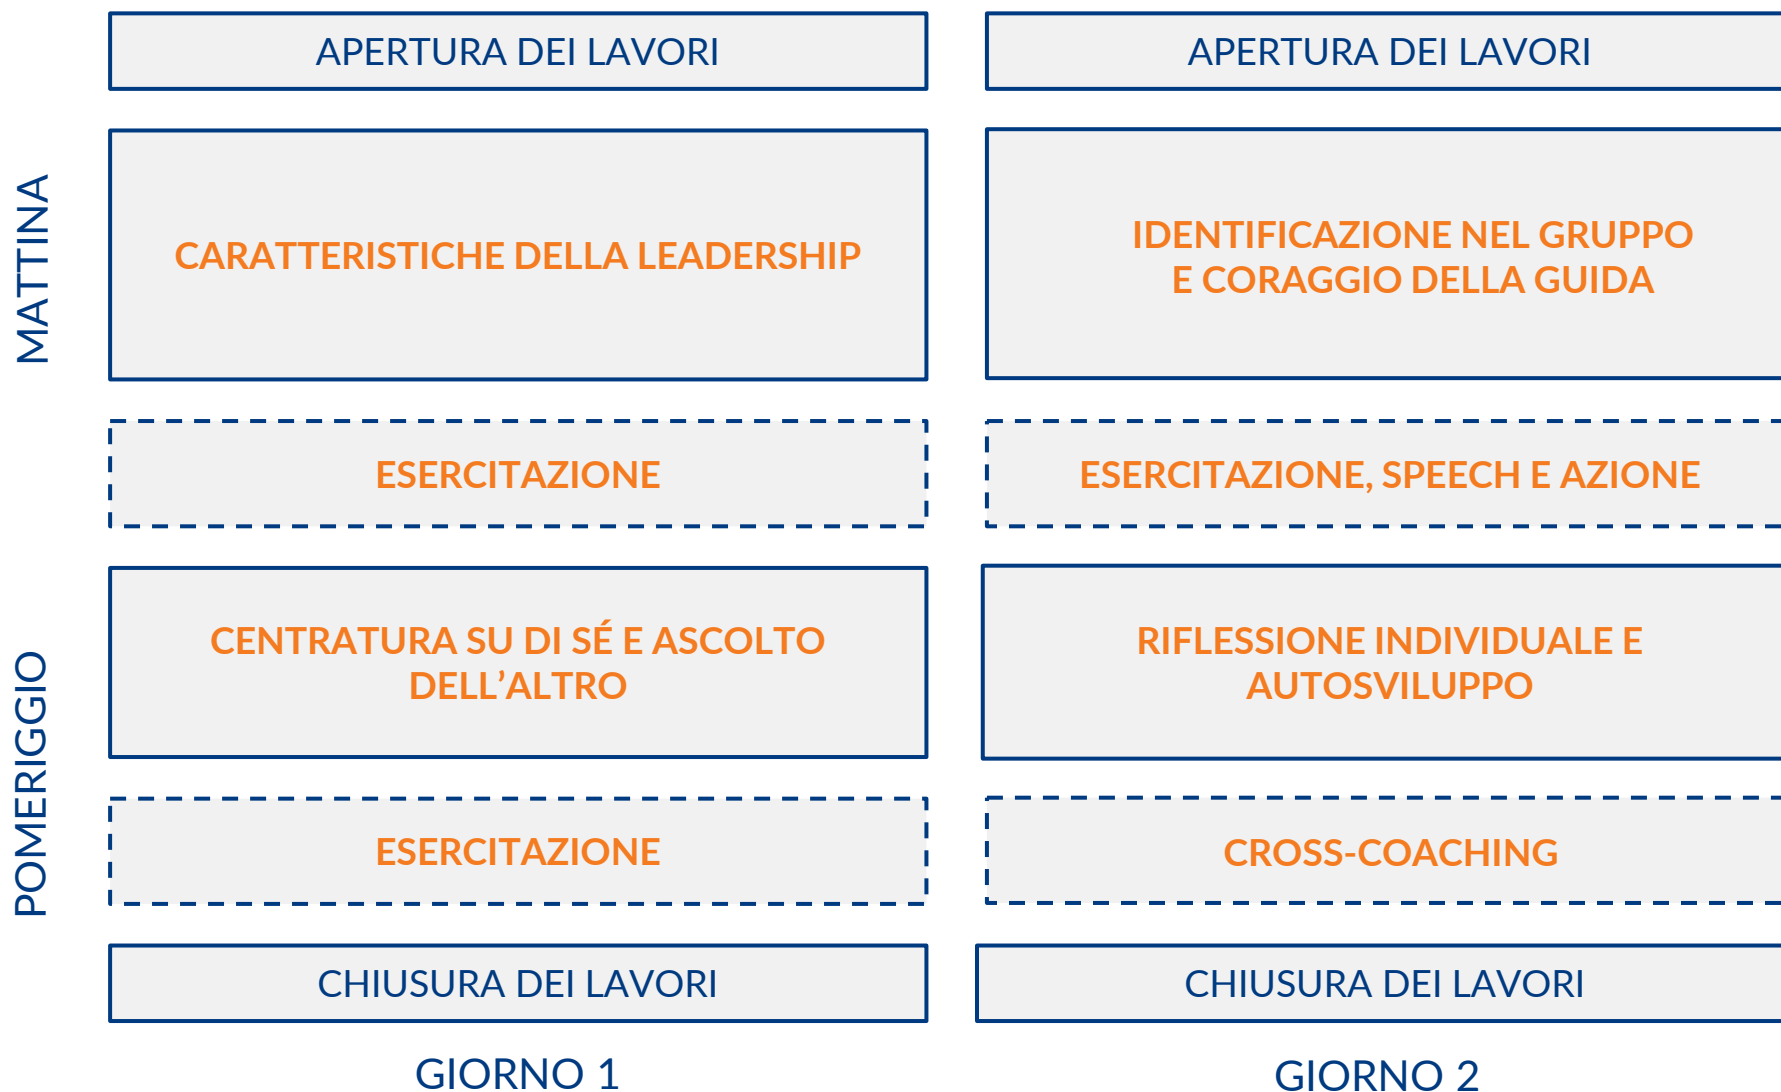 APERTURA DEI LAVORI
APERTURA DEI LAVORI
MATTINA
CARATTERISTICHE DELLA LEADERSHIP
IDENTIFICAZIONE NEL GRUPPO
E CORAGGIO DELLA GUIDA
ESERCITAZIONE
ESERCITAZIONE, SPEECH E AZIONE
POMERIGGIO
CENTRATURA SU DI SÉ E ASCOLTO
DELL’ALTRO
RIFLESSIONE INDIVIDUALE E
AUTOSVILUPPO
ESERCITAZIONE
CROSS-COACHING
CHIUSURA DEI LAVORI
CHIUSURA DEI LAVORI
GIORNO 1
GIORNO 2